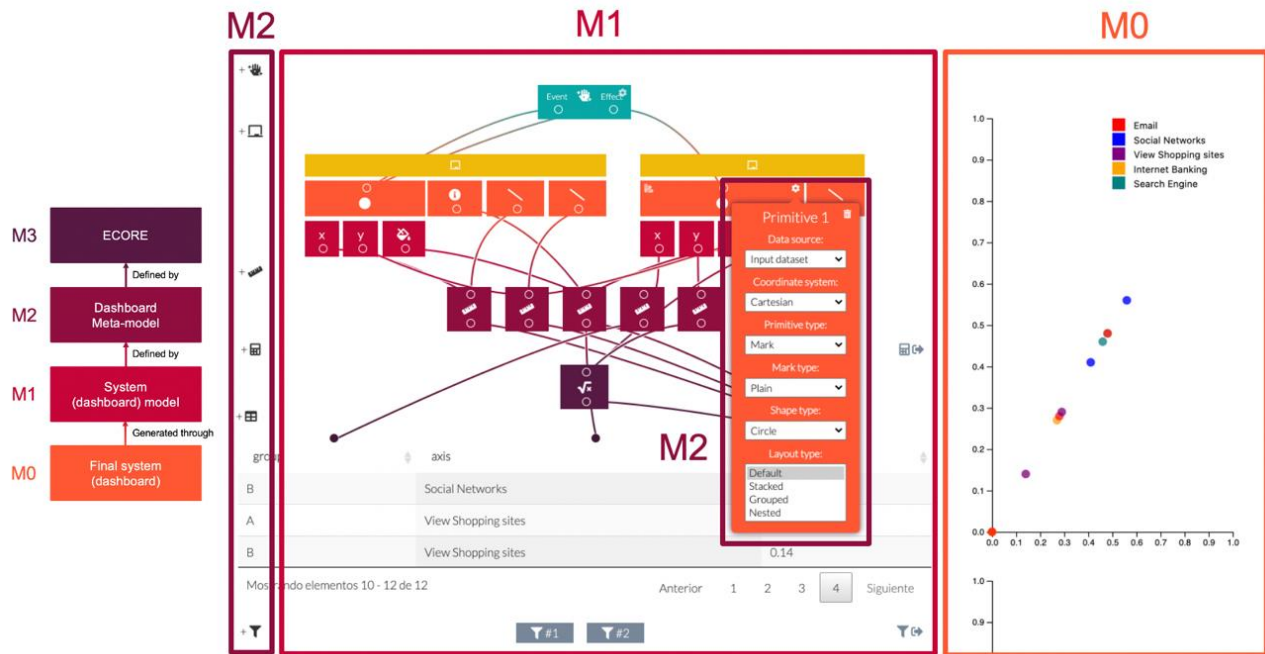 M2
M1
M0
M3
ECORE
Defined by
M2
Dashboard
Meta-model
Defined by
M1
System
(dashboard) model
Generated through
M0
Final system
(dashboard)
+
+
+
+
+
+
Event
Effect
x
y
x
y
√x
Primitive 1
Data source:
Input dataset
Coordinate system:
Cartesian
Primitive type:
Mark
Mark type:
Plain
Shape type:
Circle
Layout type:
Default
Stacked
Grouped
Nested
M2
group axis
B Social Networks
A View Shopping sites
B View Shopping sites 0.14
Mostrando elementos 10 - 12 de 12
Anterior 1 2 3 4 Siguiente
#1 #2
Email
Social Networks
View Shopping sites
Internet Banking
Search Engine
1.0
0.9
0.8
0.7
0.6
0.5
0.4
0.3
0.2
0.1
0.0
0.0 0.1 0.2 0.3 0.4 0.5 0.6 0.7 0.8 0.9 1.0
1.0
0.9